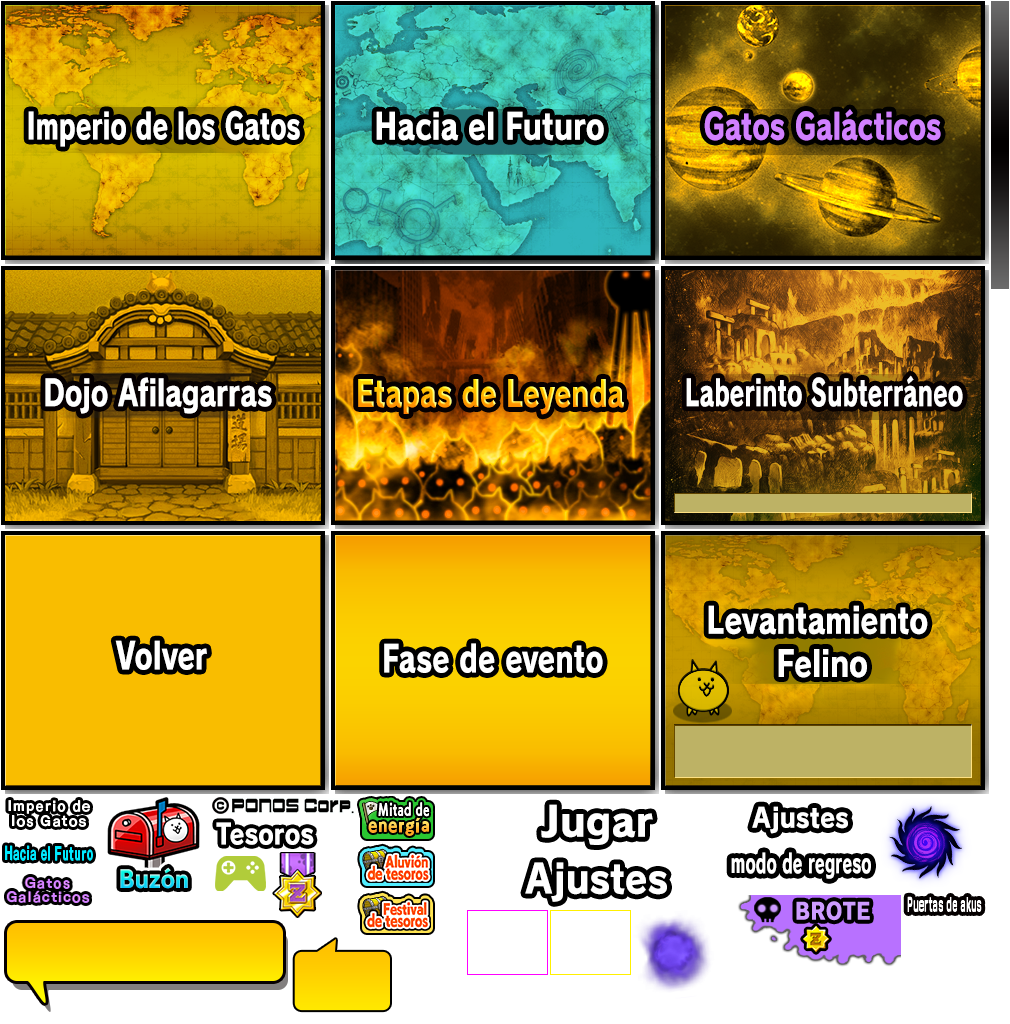 Imperio de los Gatos
Hacia el Futuro
Gatos Galácticos
Dojo Afilagarras
Etapas de Leyenda
Laberinto Subterráneo
Volver
Fase de evento
Levantamiento
Felino
Imperio de
los Gatos
Hacia el Futuro
Gatos
Galácticos
Buzón
© PONOS Corp.
Tesoros
Z
Mitad de
energía
Aluvión
de tesoros
Festival
de tesoros
Jugar
Ajustes
Ajustes
modo de regreso
BROTE
Z
Puertas de akus